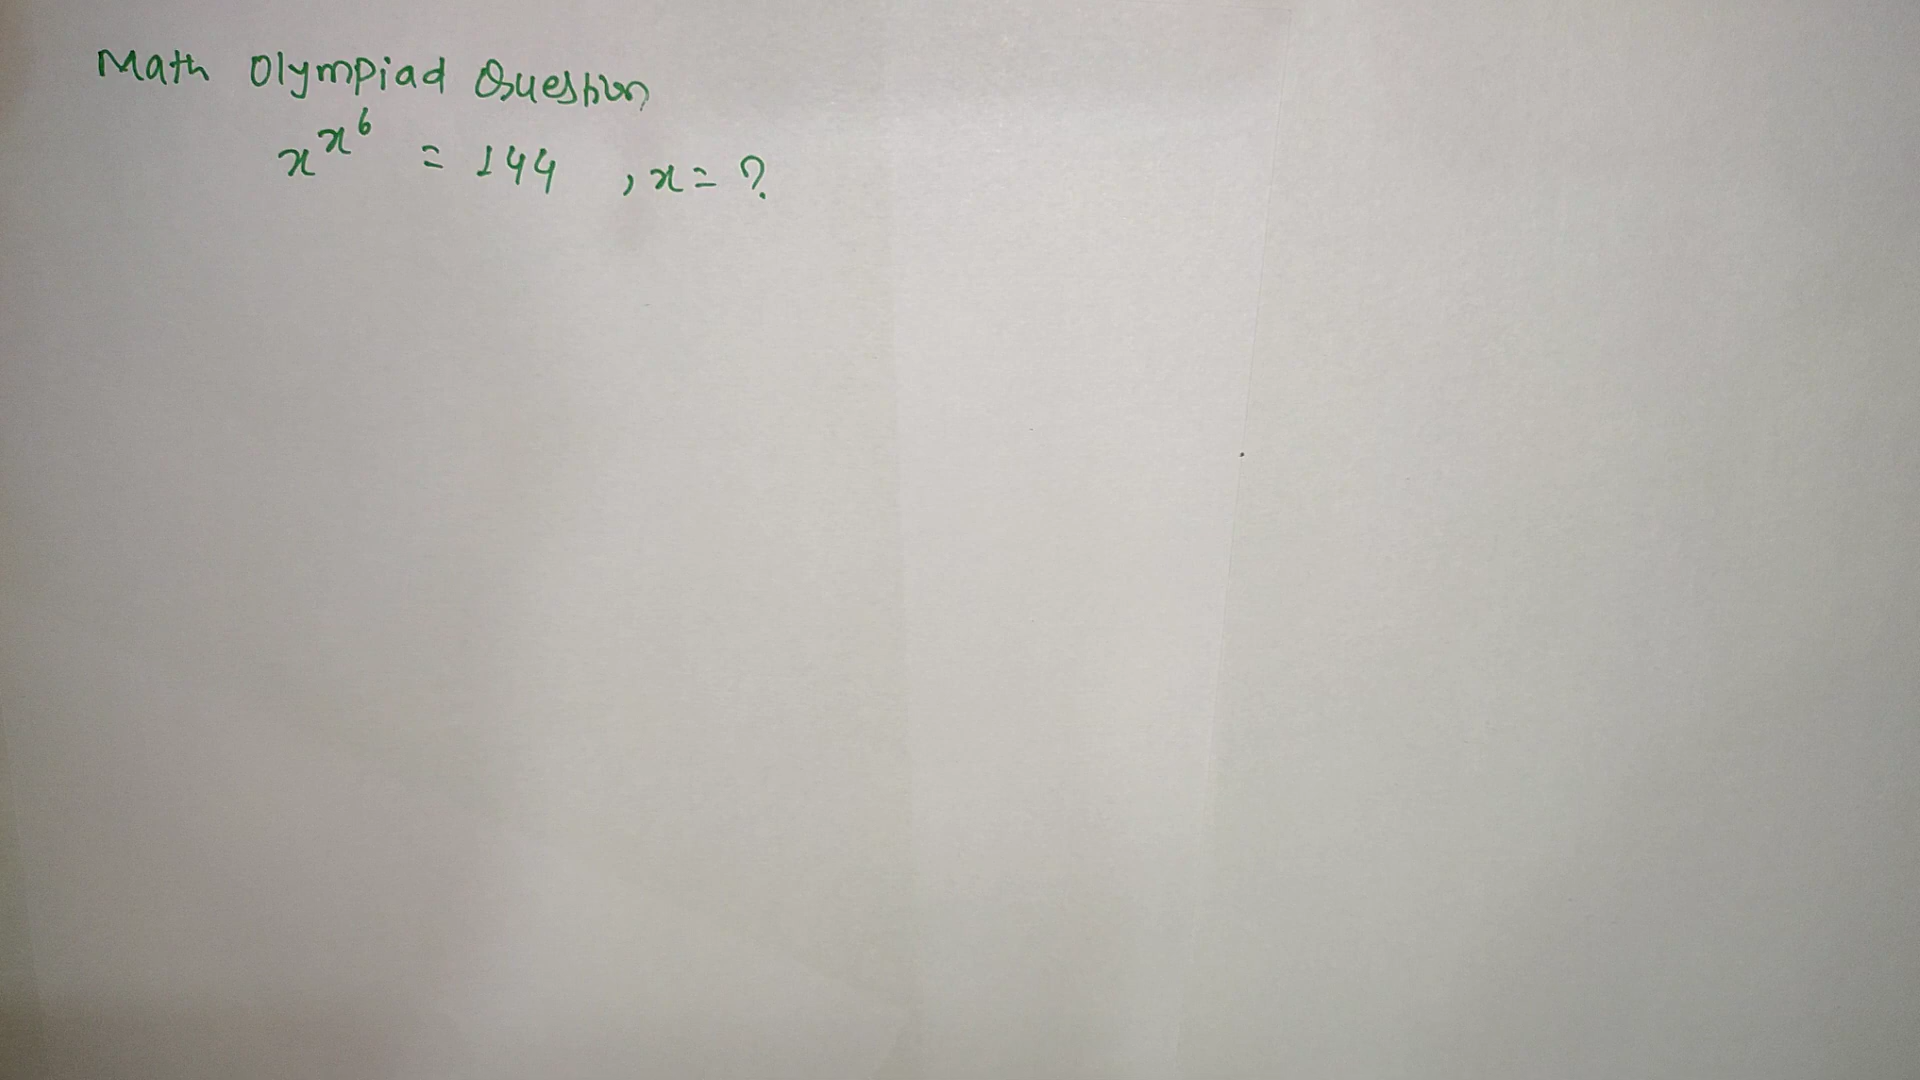 Math Olympiad Question
x^x^6 = 144 , x = ?